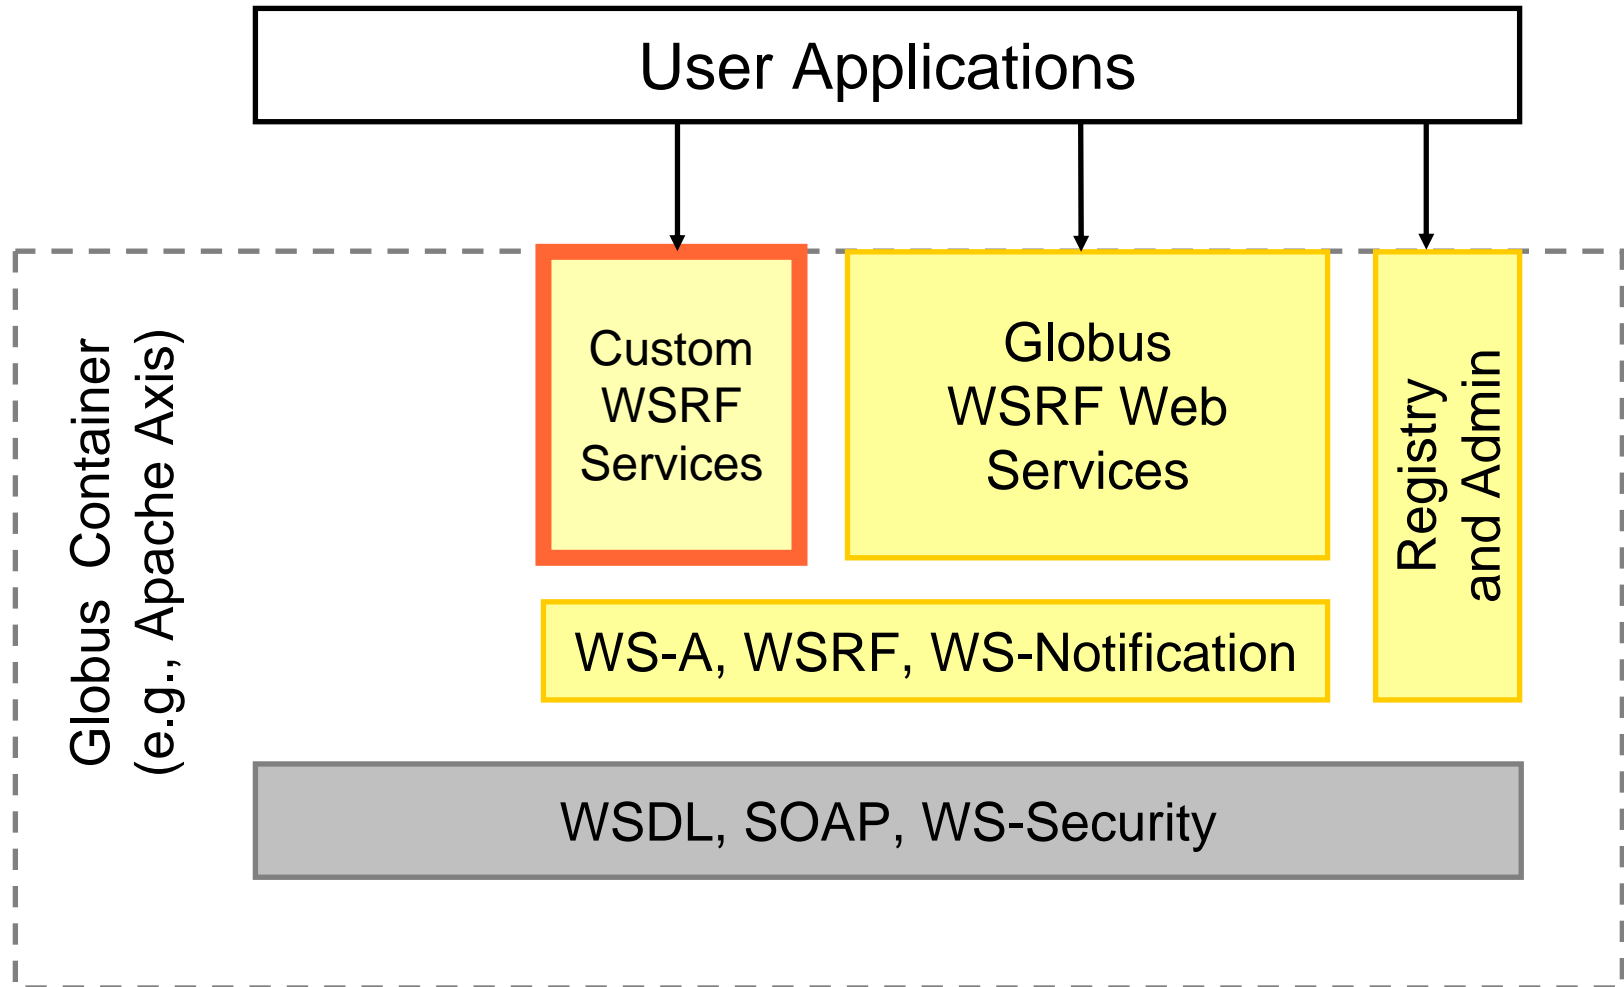 User Applications
Globus Container
(e.g., Apache Axis)
Custom
WSRF
Services
Globus
WSRF Web
Services
Registry
and Admin
WS-A, WSRF, WS-Notification
WSDL, SOAP, WS-Security